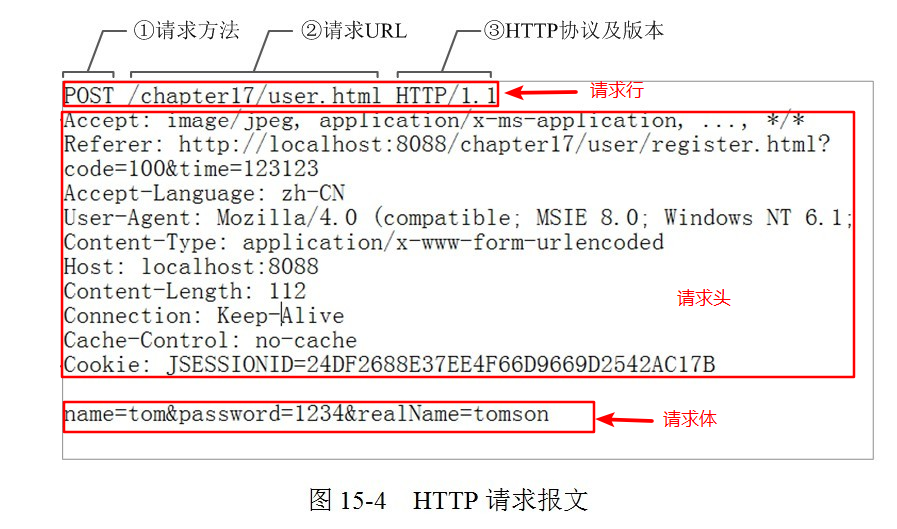 ①请求方法 ②请求URL ③HTTP协议及版本
POST /chapter17/user.html HTTP/1.1 请求行
Accept: image/jpeg, application/x-ms-application, ..., */*
Referer: http://localhost:8088/chapter17/user/register.html?
code=100&time=123123
Accept-Language: zh-CN
User-Agent: Mozilla/4.0 (compatible; MSIE 8.0; Windows NT 6.1;
Content-Type: application/x-www-form-urlencoded
Host: localhost:8088
Content-Length: 112
请求头
Connection: Keep-Alive
Cache-Control: no-cache
Cookie: JSESSIONID=24DF2688E37EE4F66D9669D2542AC17B
name=tom&password=1234&realName=tomson 请求体
图 15-4 HTTP 请求报文